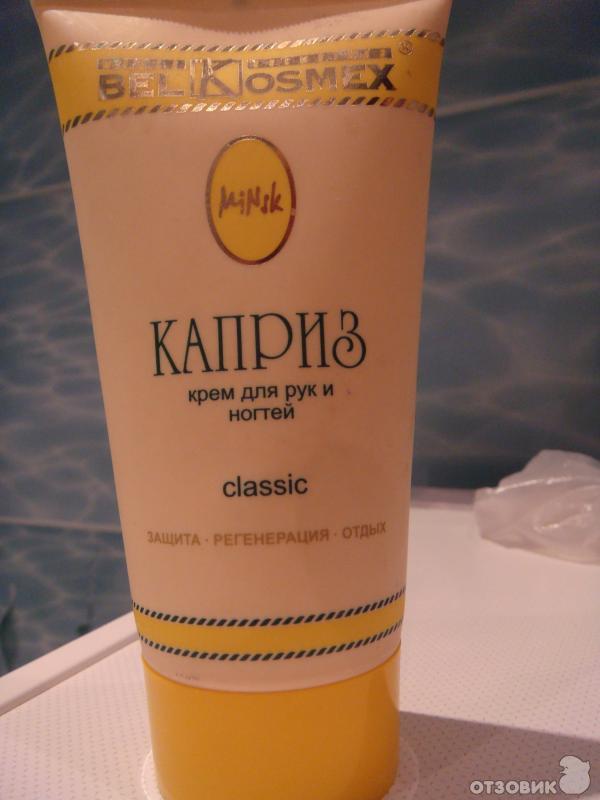 BELKOSMEX®
MiNsk
КАПРИЗ
крем для рук и
ногтей
classic
ЗАЩИТА · РЕГЕНЕРАЦИЯ · ОТДЫХ
ОТЗОВИК